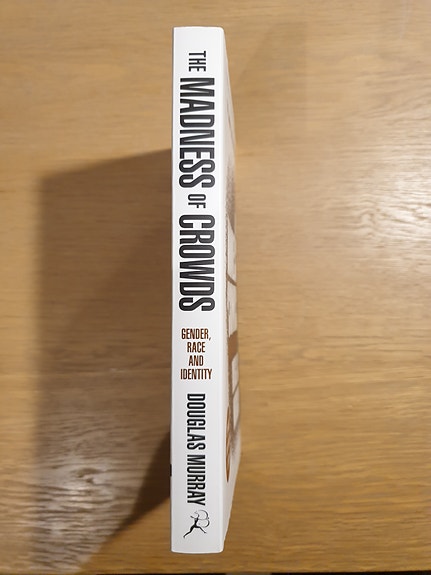 THE MADNESS OF CROWDS
GENDER,
RACE
AND
IDENTITY
DOUGLAS MURRAY